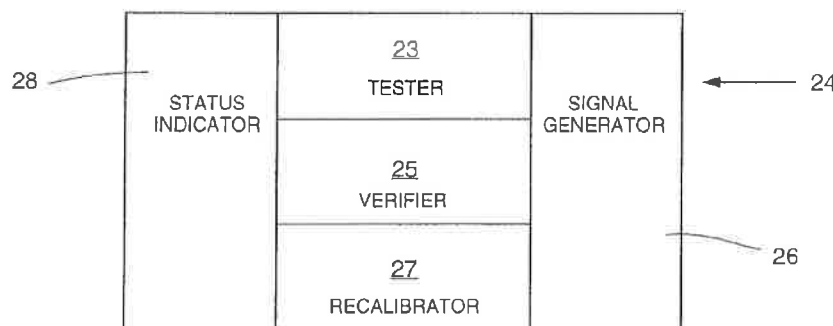 28
STATUS
INDICATOR
23
TESTER
25
VERIFIER
27
RECALIBRATOR
SIGNAL
GENERATOR
24
26